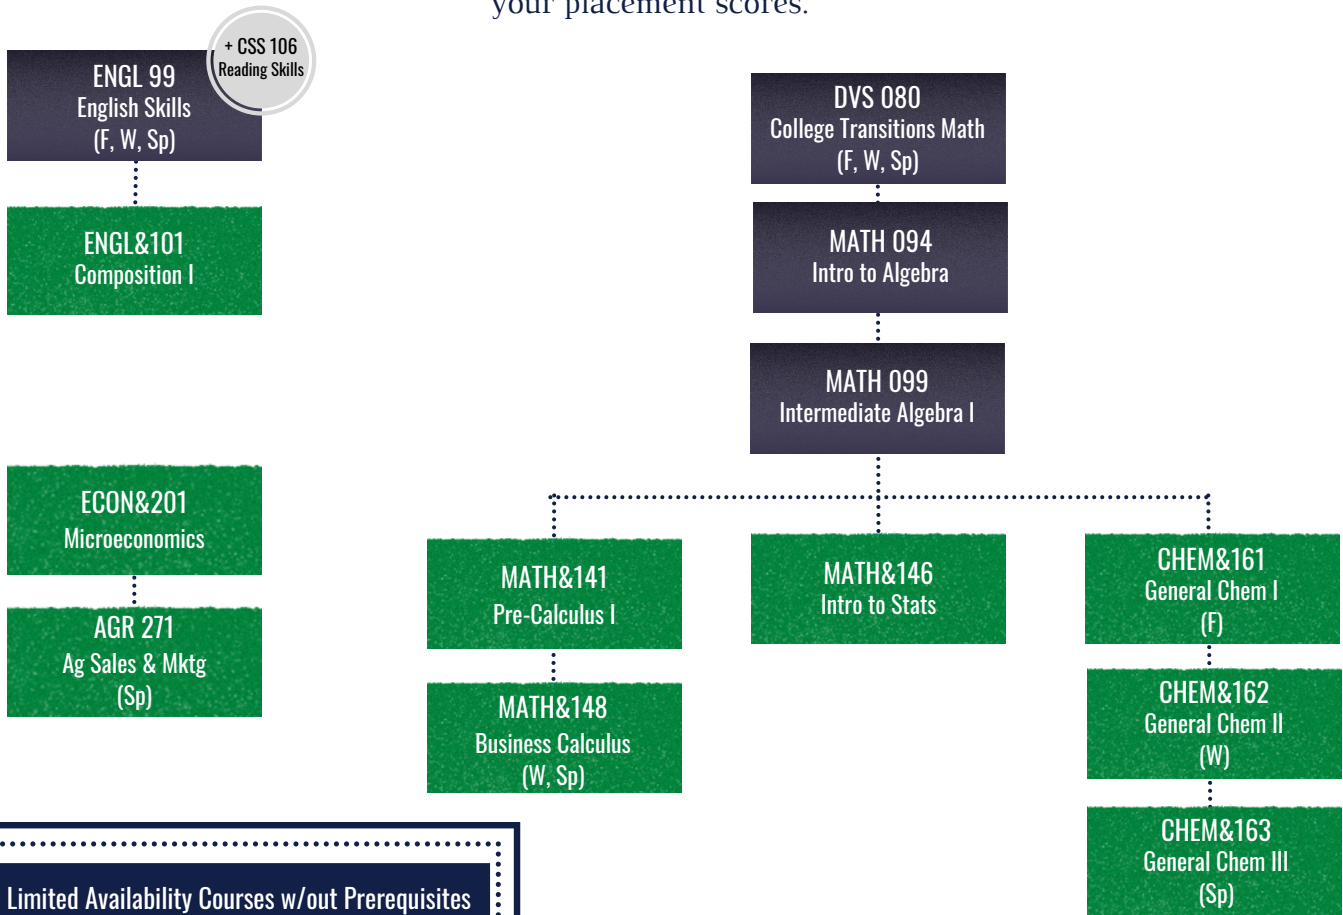 your placement scores.
+ CSS 106
Reading Skills
ENGL 99
English Skills
(F, W, Sp)
ENGL&101
Composition I
ECON&201
Microeconomics
AGR 271
Ag Sales & Mktg
(Sp)
DVS 080
College Transitions Math
(F, W, Sp)
MATH 094
Intro to Algebra
MATH 099
Intermediate Algebra I
MATH&141
Pre-Calculus I
MATH&148
Business Calculus
(W, Sp)
MATH&146
Intro to Stats
CHEM&161
General Chem I
(F)
CHEM&162
General Chem II
(W)
CHEM&163
General Chem III
(Sp)
Limited Availability Courses w/out Prerequisites